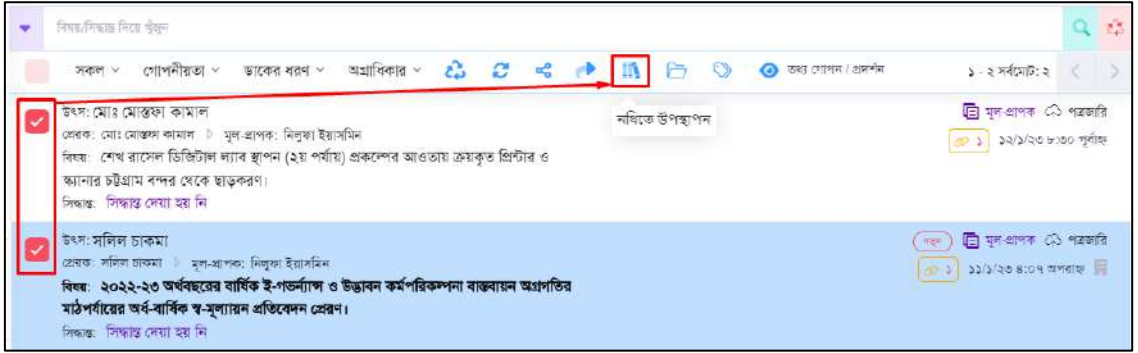 বিষয়/সিদ্ধান্ত দিয়ে খুঁজুন
সকল গোপনীয়তা ডাকের ধরণ অগ্রাধিকার তথ্য গোপন / প্রদর্শন ১ - ২ সর্বমোট: ২
নথিতে উপস্থাপন
উৎস: মোঃ মোস্তফা কামাল মূল-প্রাপক পত্রজারি
প্রেরক: মোঃ মোস্তফা কামাল মূল-প্রাপক: নিলুফা ইয়াসমিন ১ ১২/১/২৩ ৮:৩০ পূর্বাহ্ন
বিষয়: শেখ রাসেল ডিজিটাল ল্যাব স্থাপন (২য় পর্যায়) প্রকল্পের আওতায় ক্রয়কৃত প্রিন্টার ও
স্ক্যানার চট্টগ্রাম বন্দর থেকে ছাড়করণ।
সিদ্ধান্ত: সিদ্ধান্ত দেয়া হয় নি
উৎস: সলিল চাকমা নতুন মূল-প্রাপক পত্রজারি
প্রেরক: সলিল চাকমা মূল-প্রাপক: নিলুফা ইয়াসমিন ১ ১১/১/২৩ ৪:০৭ অপরাহ্ন
বিষয়: ২০২২-২৩ অর্থবছরের বার্ষিক ই-গভর্ন্যান্স ও উদ্ভাবন কর্মপরিকল্পনা বাস্তবায়ন অগ্রগতির
মাঠপর্যায়ের অর্ধ-বার্ষিক স্ব-মূল্যায়ন প্রতিবেদন প্রেরণ।
সিদ্ধান্ত: সিদ্ধান্ত দেয়া হয় নি